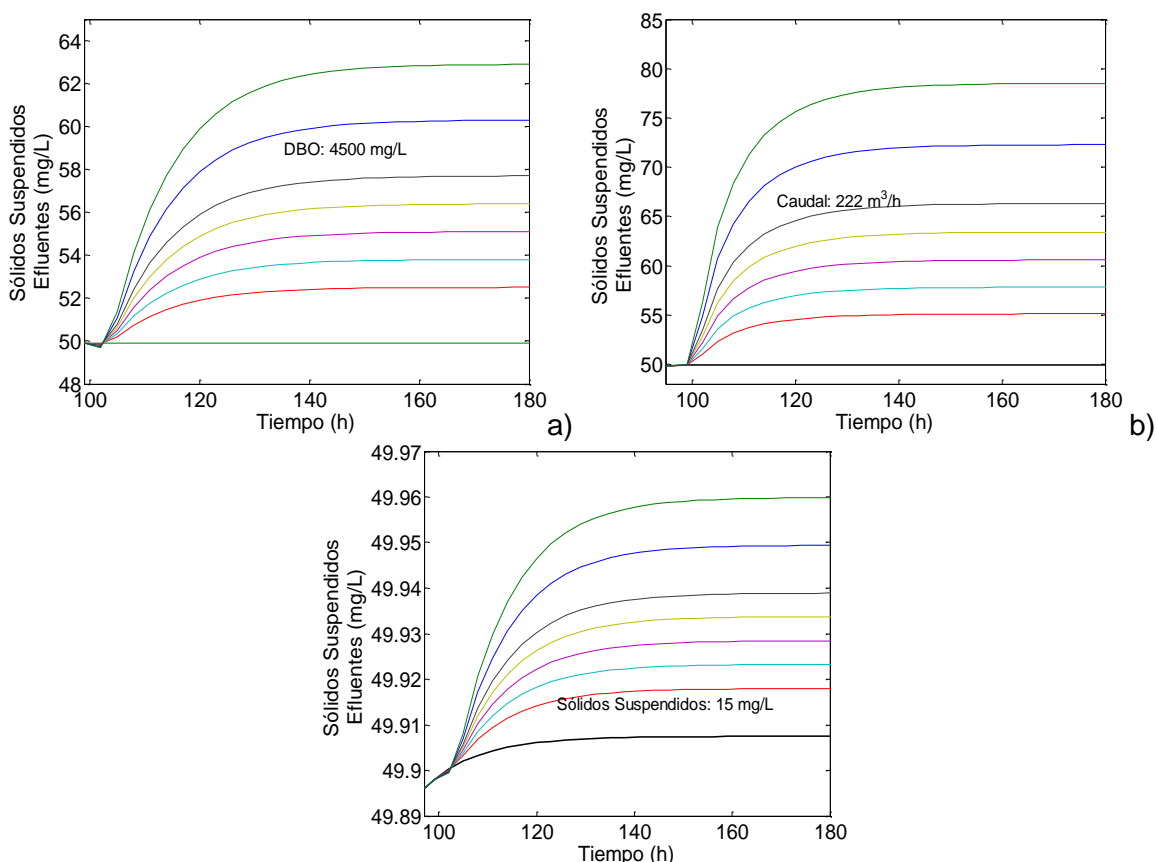 64
62
60
58
56
54
52
50
48
Sólidos Suspendidos
Efluentes (mg/L)
DBO: 4500 mg/L
100 120 140 160 180
Tiempo (h)
a)
85
80
75
70
65
60
55
50
Sólidos Suspendidos
Efluentes (mg/L)
Caudal: 222 m³/h
100 120 140 160 180
Tiempo (h)
b)
49.97
49.96
49.95
49.94
49.93
49.92
49.91
49.9
49.89
Sólidos Suspendidos
Efluentes (mg/L)
Sólidos Suspendidos: 15 mg/L
100 120 140 160 180
Tiempo (h)